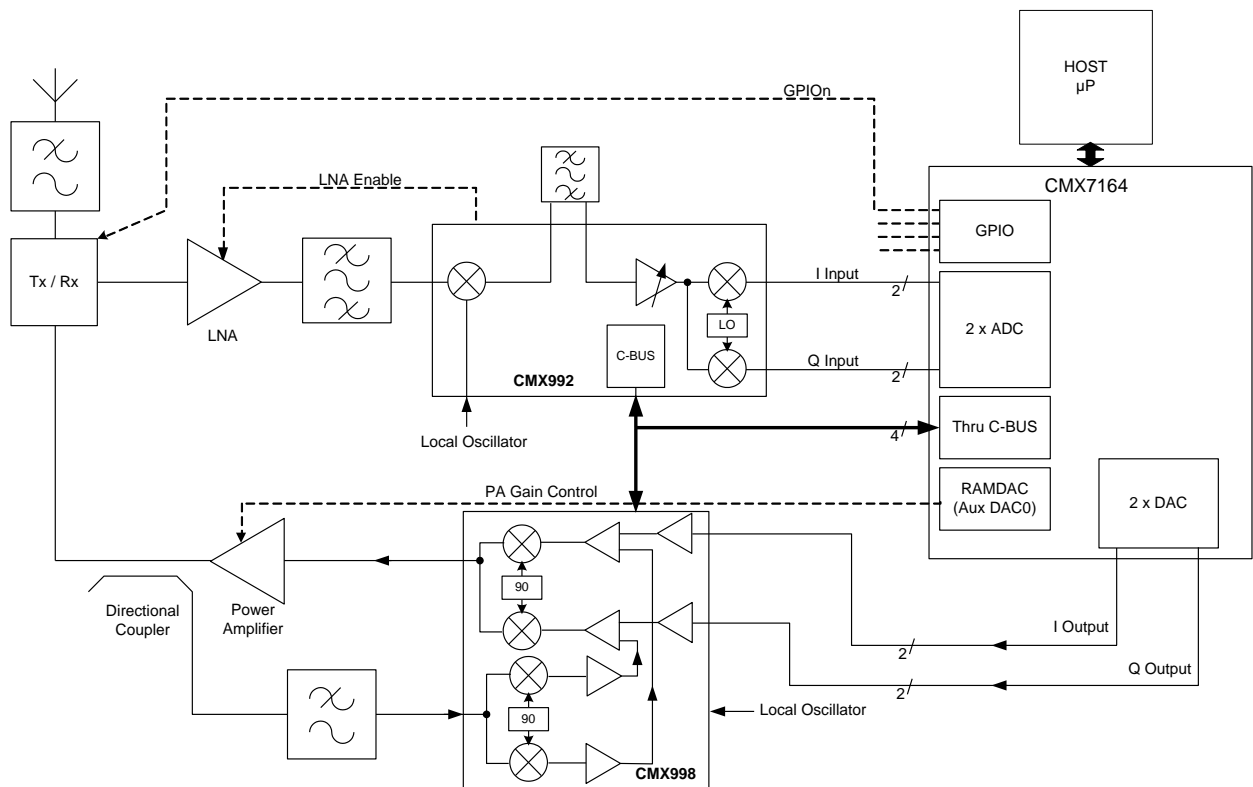 HOST
µP
GPIOn
CMX7164
LNA Enable
GPIO
Tx / Rx
I Input
2
LNA
LO
2 x ADC
C-BUS
Q Input
2
CMX992
Local Oscillator
4
Thru C-BUS
PA Gain Control
RAMDAC
(Aux DAC0)
2 x DAC
90
Directional
Coupler
Power
Amplifier
I Output
2
Q Output
2
90
Local Oscillator
CMX998